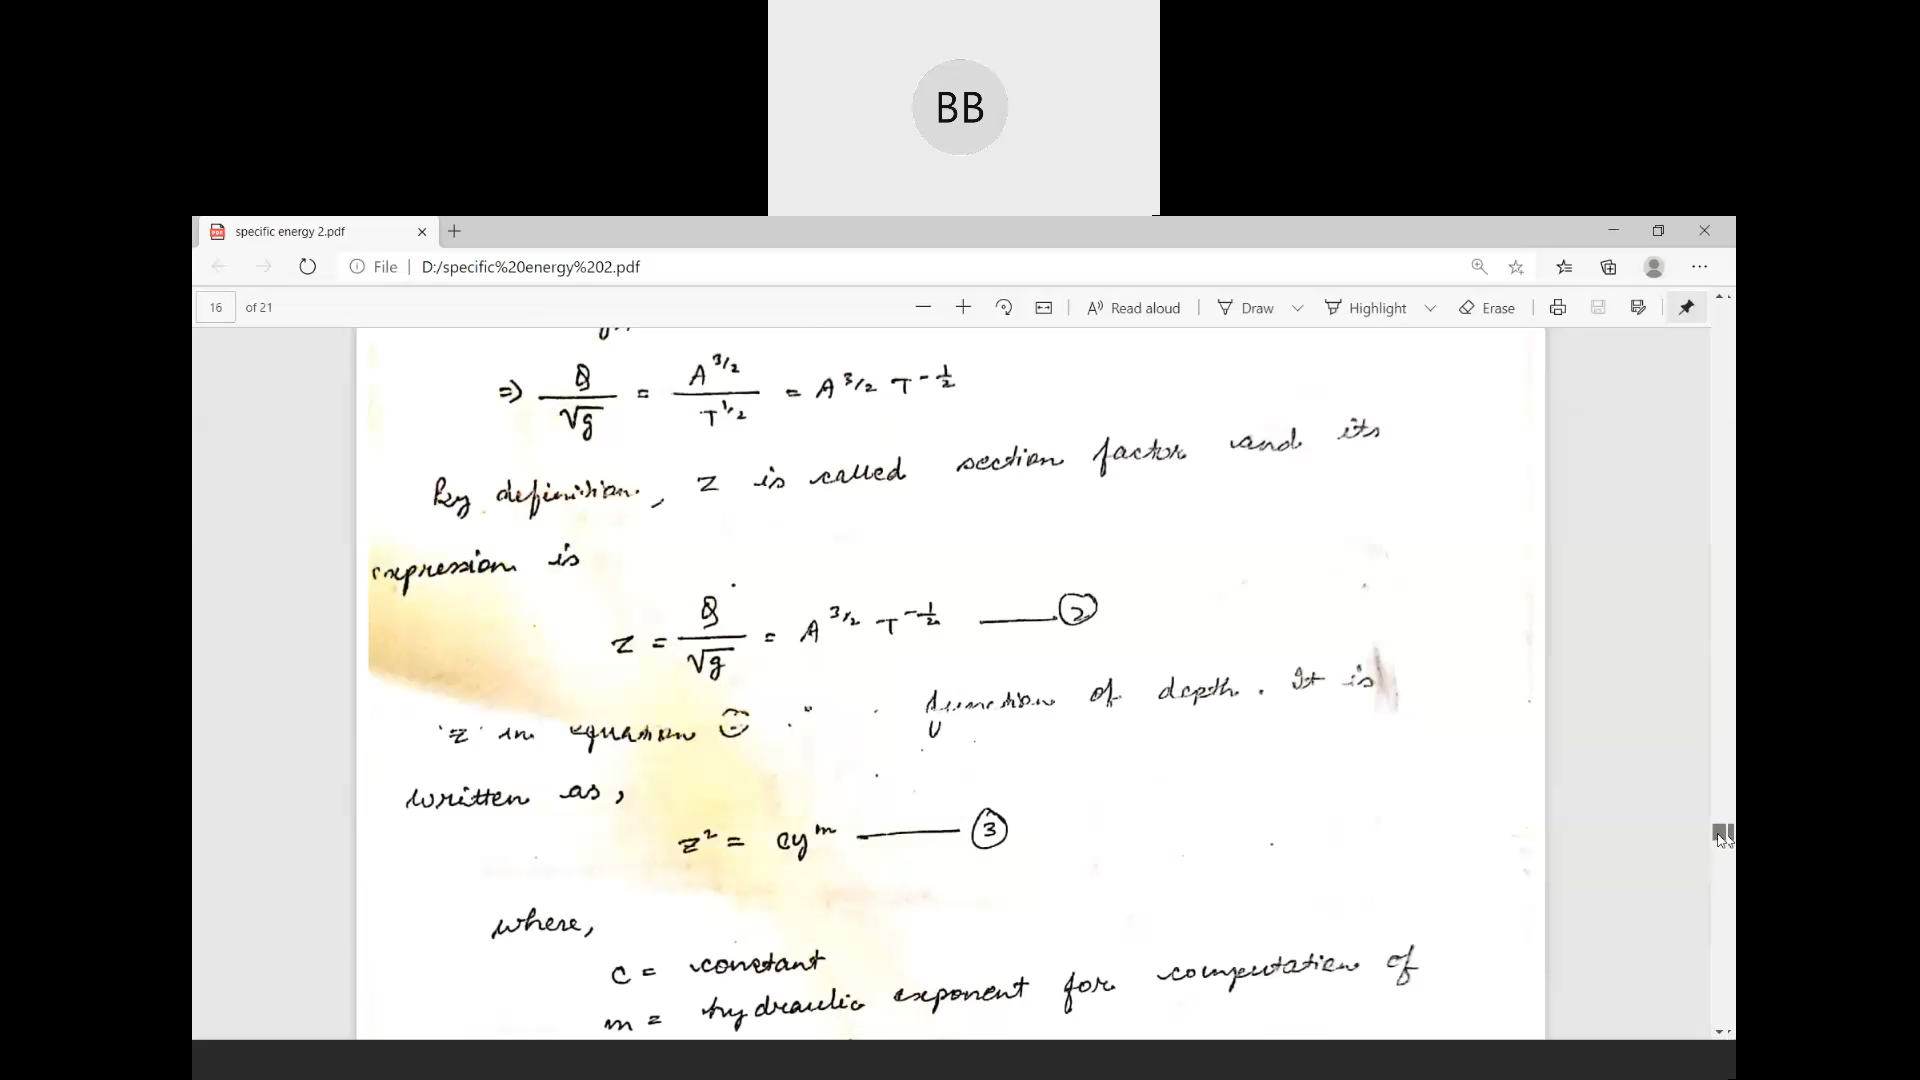 BB
specific energy 2.pdf
File D:/specific%20energy%202.pdf
16 of 21 Read aloud Draw Highlight Erase
⇒ Q/√g = A^3/2 / T^1/2 = A^3/2 T^-1/2
By definition, Z is called section factor and its
expression is
Z = Q/√g = A^3/2 T^-1/2 —— ②
'Z' in equation function of depth. It is
written as,
Z² = Cy^m —— ③
where,
C = constant
m = hydraulic exponent for computation of